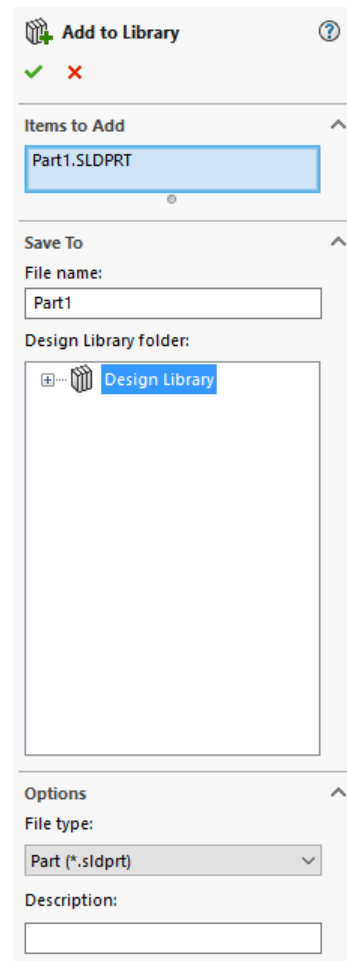 Add to Library
?
Items to Add
Part1.SLDPRT
Save To
File name:
Part1
Design Library folder:
Design Library
Options
File type:
Part (*.sldprt)
Description: